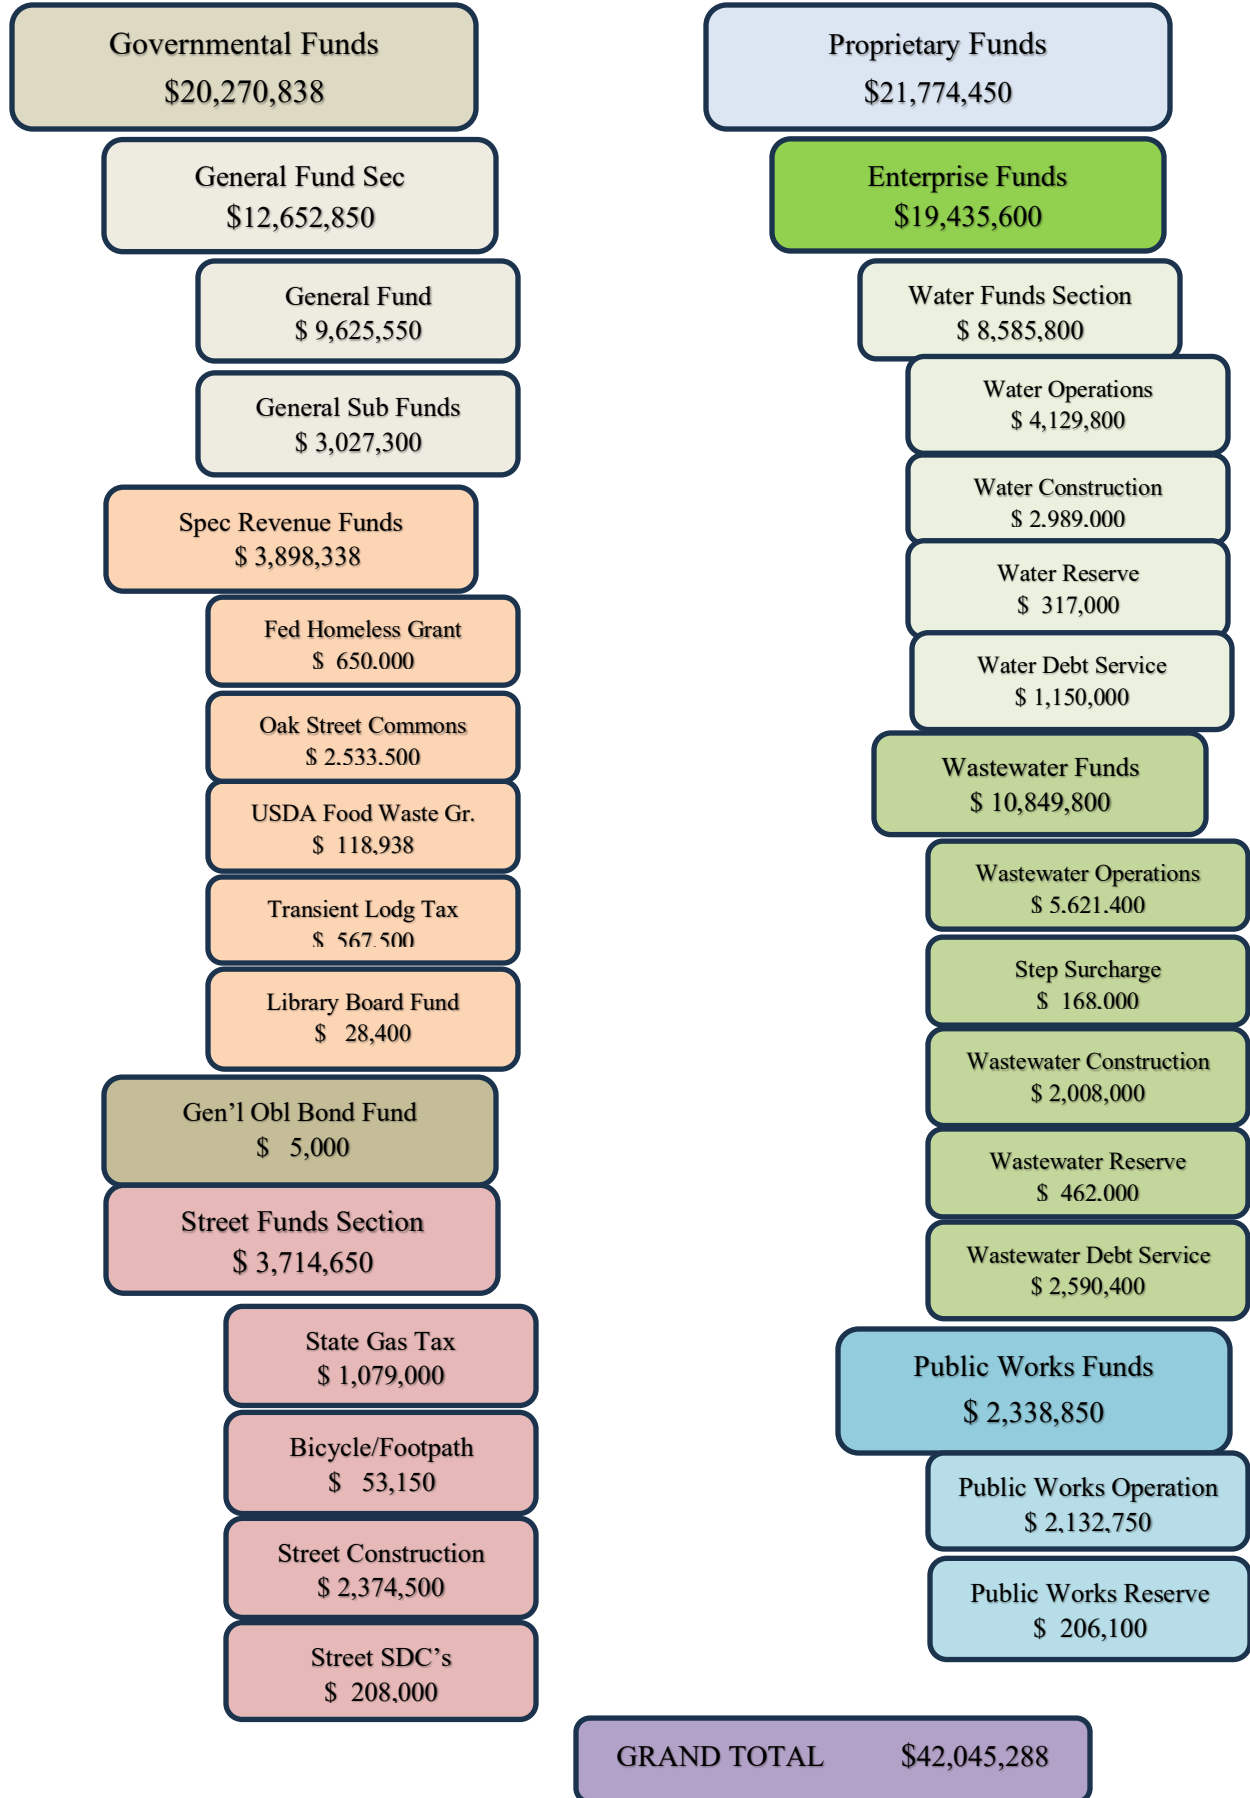 Governmental Funds
$20,270,838
General Fund Sec
$12,652,850
General Fund
$ 9,625,550
General Sub Funds
$ 3,027,300
Spec Revenue Funds
$ 3,898,338
Fed Homeless Grant
$ 650,000
Oak Street Commons
$ 2,533,500
USDA Food Waste Gr.
$ 118,938
Transient Lodg Tax
$ 567,500
Library Board Fund
$ 28,400
Gen’l Obl Bond Fund
$ 5,000
Street Funds Section
$ 3,714,650
State Gas Tax
$ 1,079,000
Bicycle/Footpath
$ 53,150
Street Construction
$ 2,374,500
Street SDC’s
$ 208,000
Proprietary Funds
$21,774,450
Enterprise Funds
$19,435,600
Water Funds Section
$ 8,585,800
Water Operations
$ 4,129,800
Water Construction
$ 2,989,000
Water Reserve
$ 317,000
Water Debt Service
$ 1,150,000
Wastewater Funds
$ 10,849,800
Wastewater Operations
$ 5,621,400
Step Surcharge
$ 168,000
Wastewater Construction
$ 2,008,000
Wastewater Reserve
$ 462,000
Wastewater Debt Service
$ 2,590,400
Public Works Funds
$ 2,338,850
Public Works Operation
$ 2,132,750
Public Works Reserve
$ 206,100
GRAND TOTAL $42,045,288